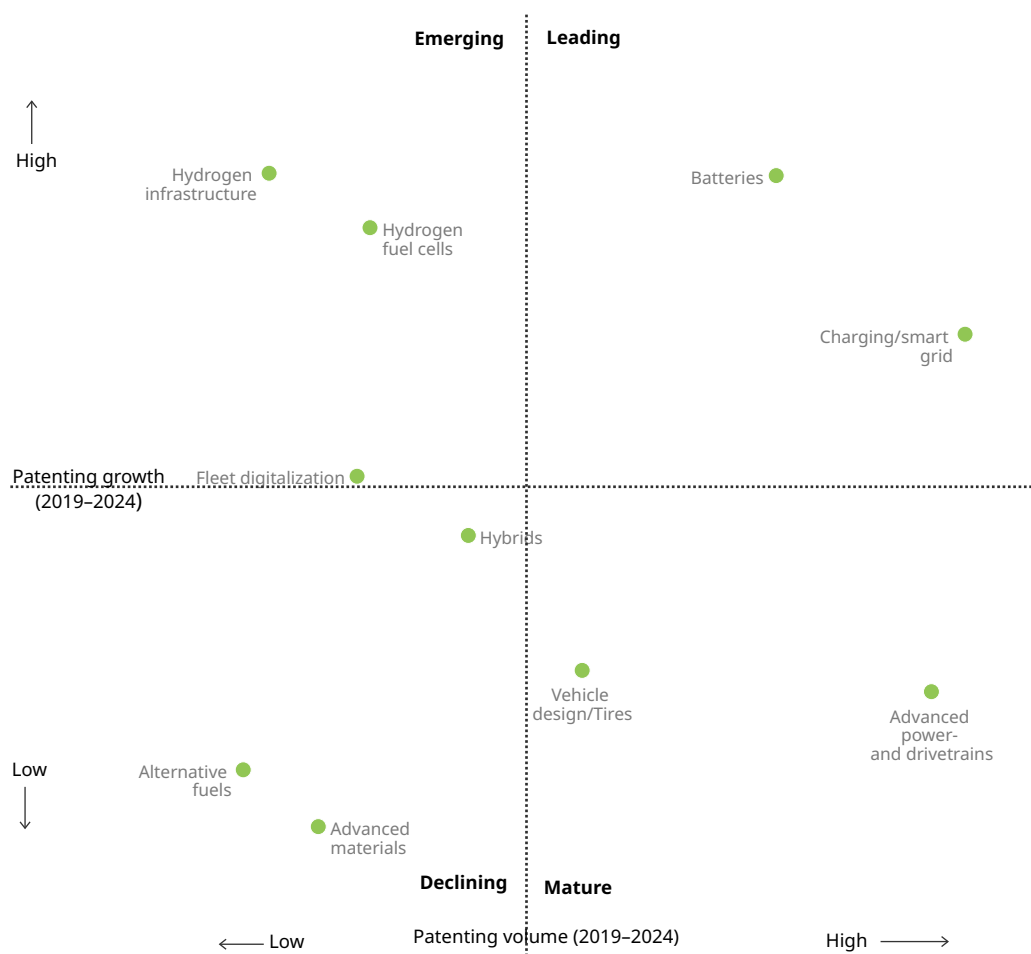 Emerging
Leading
High
Hydrogen
infrastructure
Batteries
Hydrogen
fuel cells
Charging/smart
grid
Patenting growth
(2019–2024)
Fleet digitalization
Hybrids
Vehicle
design/Tires
Advanced
power-
and drivetrains
Low
Alternative
fuels
Advanced
materials
Declining
Mature
Low
Patenting volume (2019–2024)
High